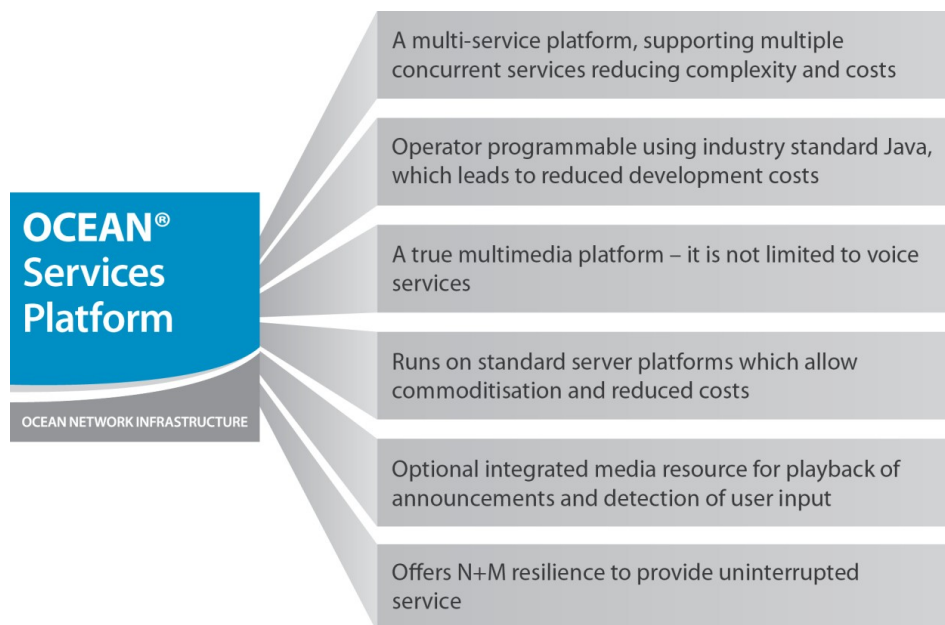 OCEAN®
Services
Platform
OCEAN NETWORK INFRASTRUCTURE
A multi-service platform, supporting multiple
concurrent services reducing complexity and costs
Operator programmable using industry standard Java,
which leads to reduced development costs
A true multimedia platform – it is not limited to voice
services
Runs on standard server platforms which allow
commoditisation and reduced costs
Optional integrated media resource for playback of
announcements and detection of user input
Offers N+M resilience to provide uninterrupted
service